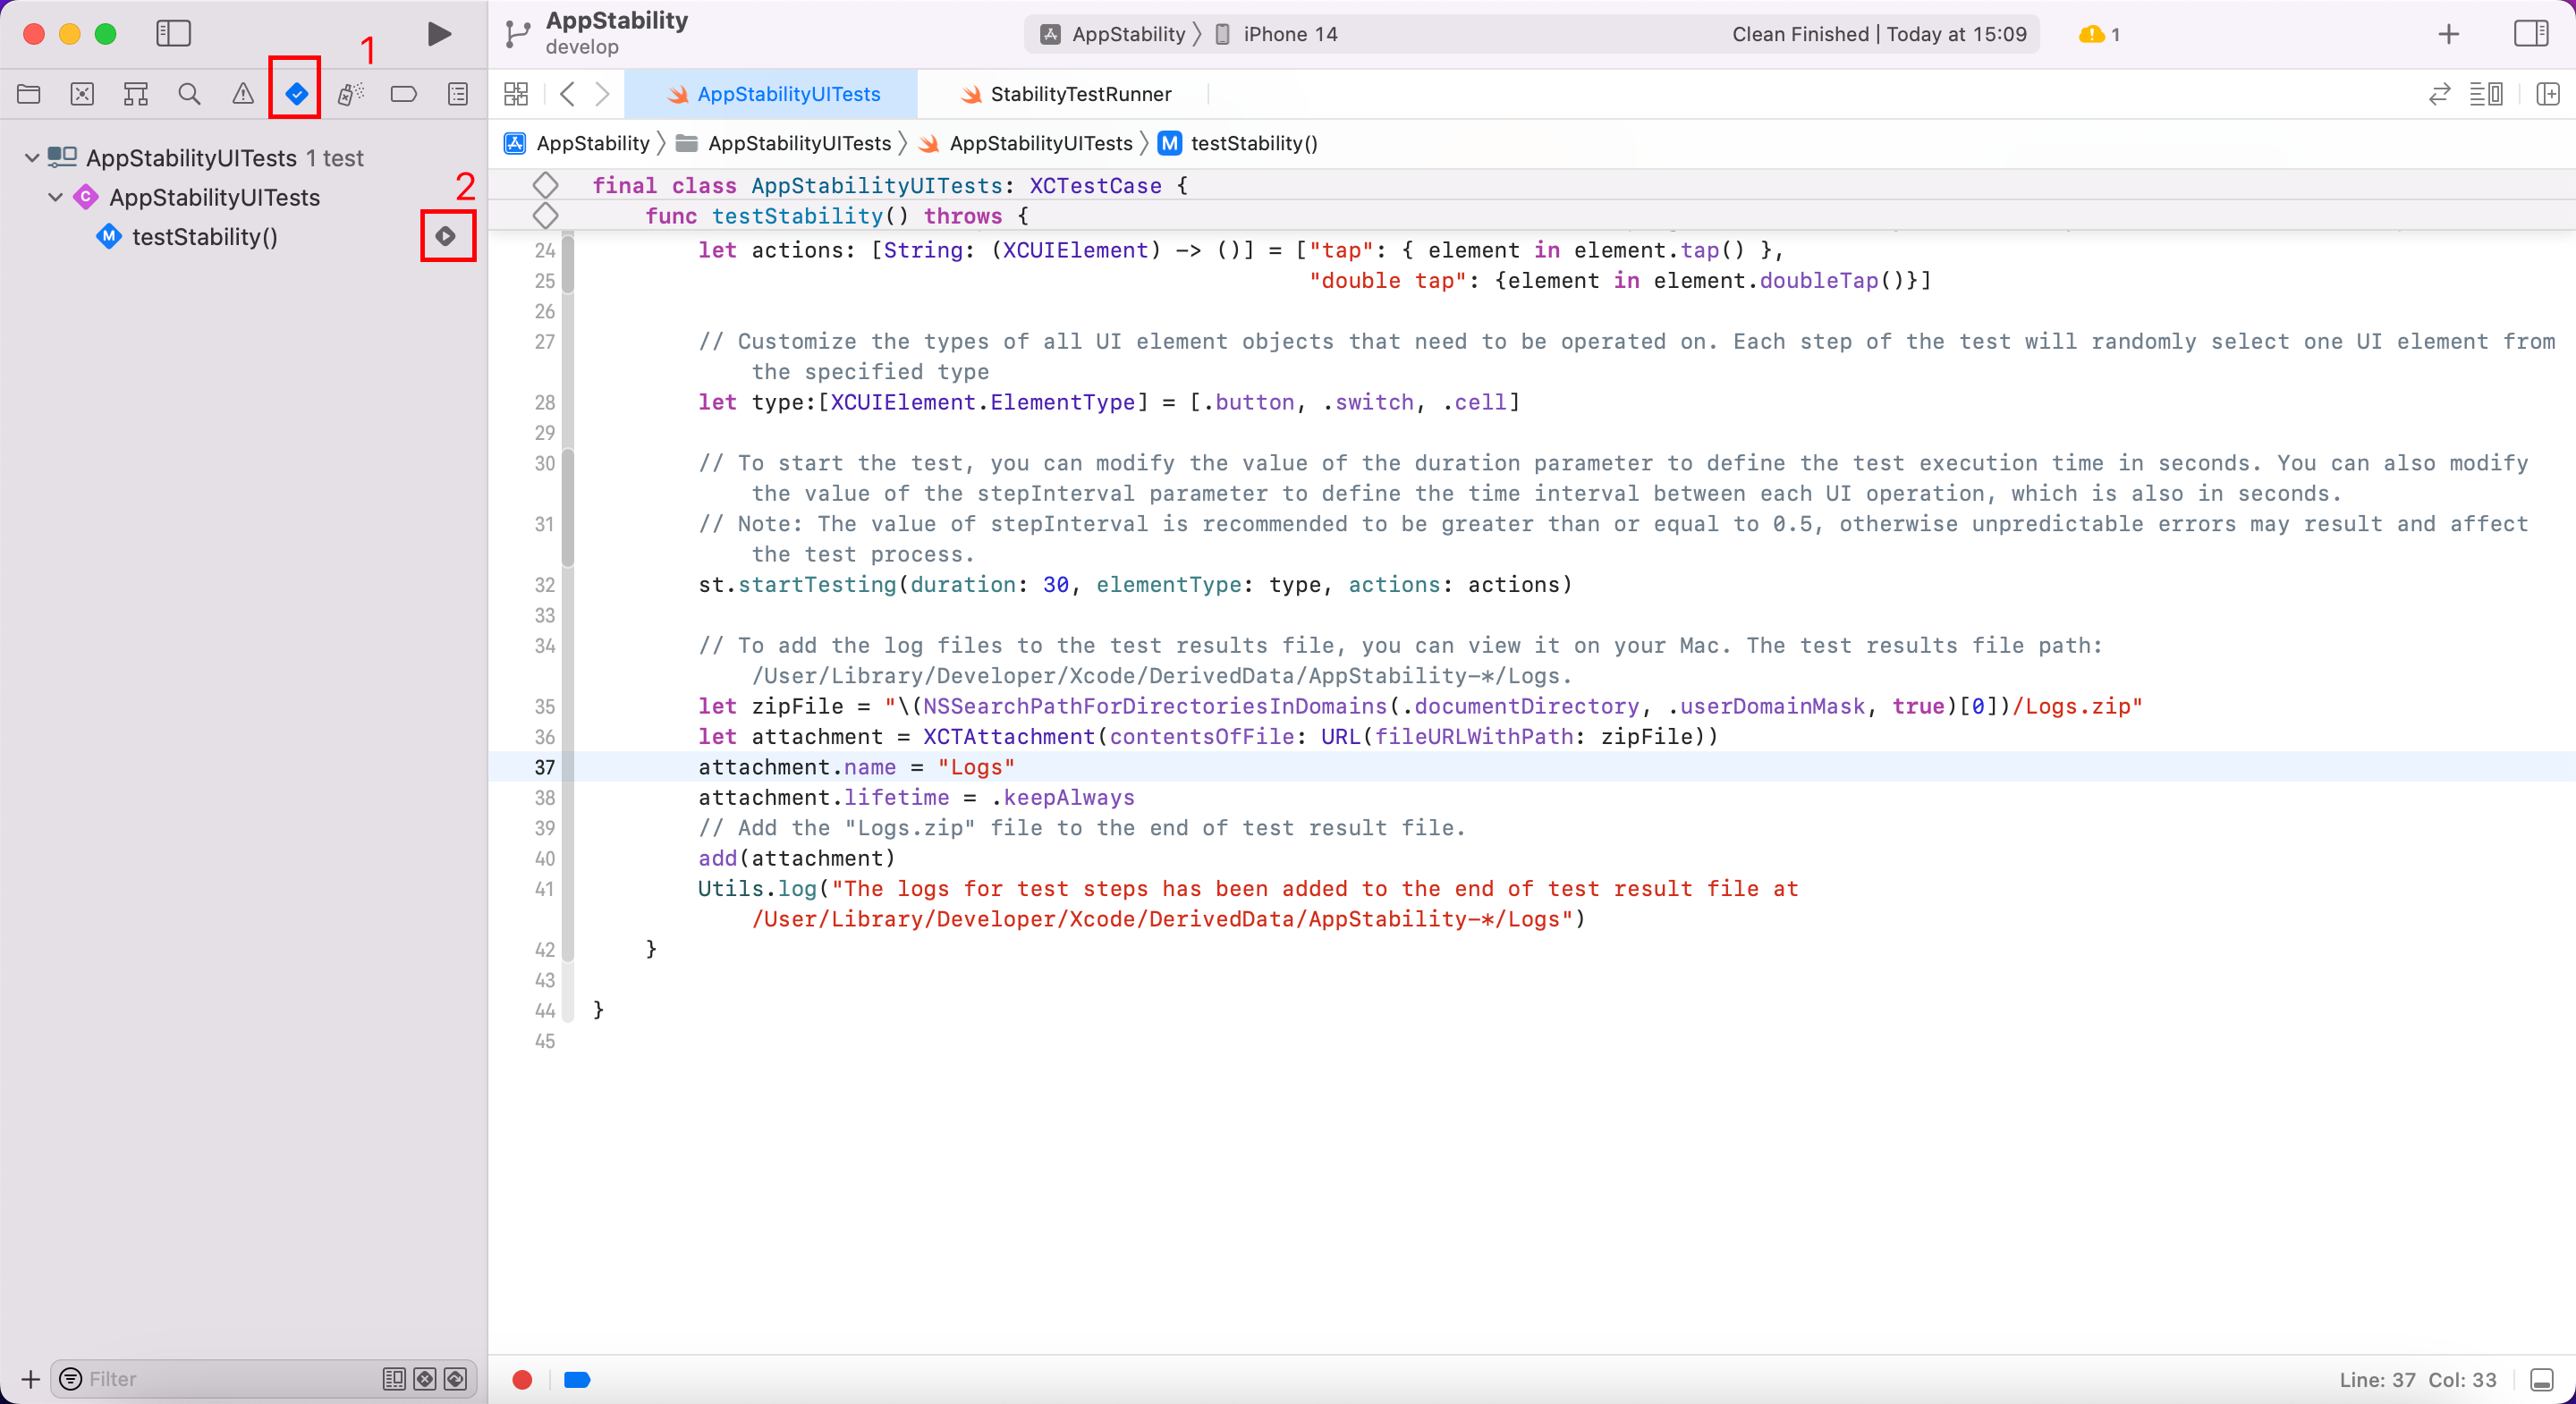 AppStability
develop
AppStability
iPhone 14
Clean Finished | Today at 15:09
1
1
AppStabilityUITests
StabilityTestRunner
AppStabilityUITests 1 test
AppStabilityUITests
2
testStability()
AppStability
AppStabilityUITests
AppStabilityUITests
M testStability()
final class AppStabilityUITests: XCTestCase {
func testStability() throws {
24 let actions: [String: (XCUIElement) -> ()] = ["tap": { element in element.tap() },
25 "double tap": {element in element.doubleTap()}]
26
27 // Customize the types of all UI element objects that need to be operated on. Each step of the test will randomly select one UI element from
the specified type
28 let type:[XCUIElement.ElementType] = [.button, .switch, .cell]
29
30 // To start the test, you can modify the value of the duration parameter to define the test execution time in seconds. You can also modify
the value of the stepInterval parameter to define the time interval between each UI operation, which is also in seconds.
31 // Note: The value of stepInterval is recommended to be greater than or equal to 0.5, otherwise unpredictable errors may result and affect
the test process.
32 st.startTesting(duration: 30, elementType: type, actions: actions)
33
34 // To add the log files to the test results file, you can view it on your Mac. The test results file path:
/User/Library/Developer/Xcode/DerivedData/AppStability-*/Logs.
35 let zipFile = "\(NSSearchPathForDirectoriesInDomains(.documentDirectory, .userDomainMask, true)[0])/Logs.zip"
36 let attachment = XCTAttachment(contentsOfFile: URL(fileURLWithPath: zipFile))
37 attachment.name = "Logs"
38 attachment.lifetime = .keepAlways
39 // Add the "Logs.zip" file to the end of test result file.
40 add(attachment)
41 Utils.log("The logs for test steps has been added to the end of test result file at
/User/Library/Developer/Xcode/DerivedData/AppStability-*/Logs")
42 }
43
44 }
45
Filter
Line: 37 Col: 33